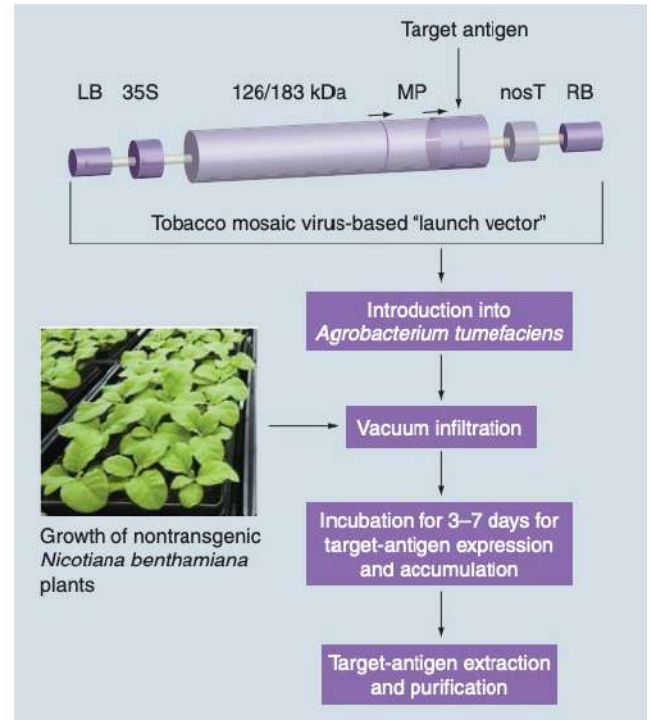 Target antigen
LB 35S 126/183 kDa MP nosT RB
Tobacco mosaic virus-based “launch vector”
Introduction into
Agrobacterium tumefaciens
Vacuum infiltration
Growth of nontransgenic
Nicotiana benthamiana
plants
Incubation for 3–7 days for
target-antigen expression
and accumulation
Target-antigen extraction
and purification